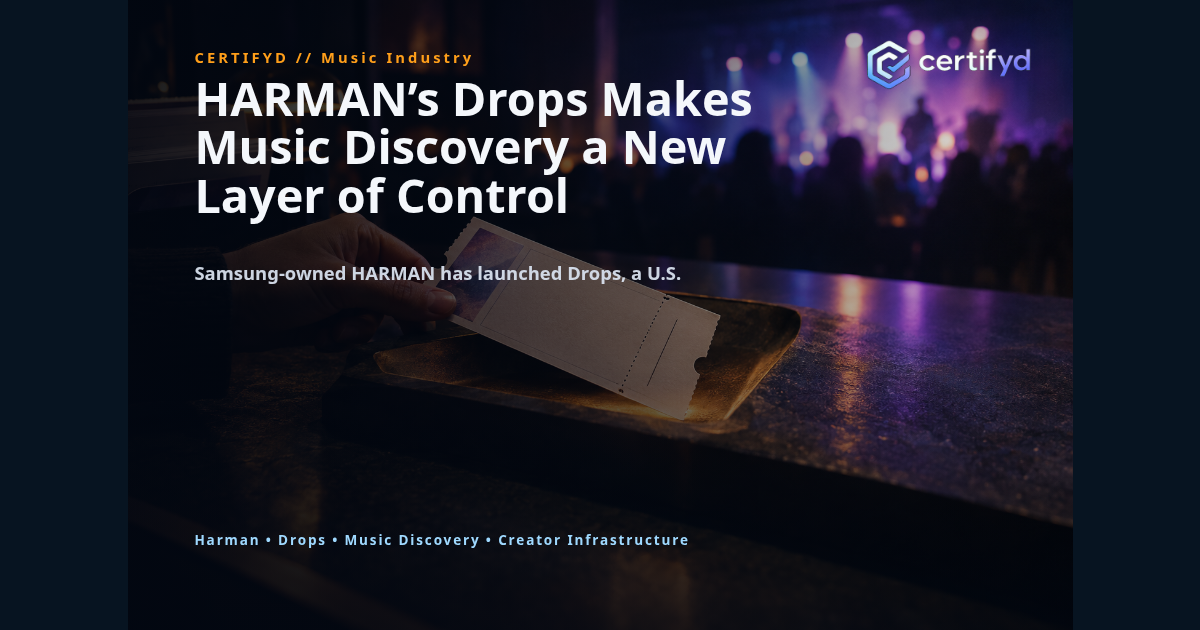 CERTIFYD // Music Industry
certifyd
HARMAN’s Drops Makes
Music Discovery a New
Layer of Control
Samsung-owned HARMAN has launched Drops, a U.S.
Harman • Drops • Music Discovery • Creator Infrastructure